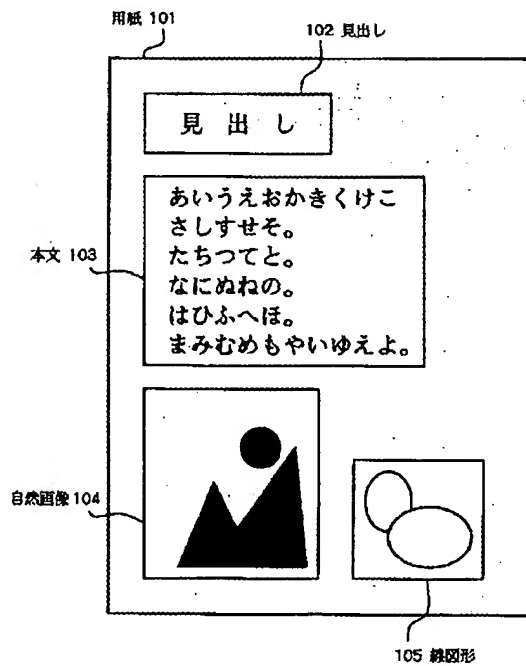 用紙 101
102 見出し
見 出 し
あいうえおかきくけこ
さしすせそ。
たちつてと。
なにぬねの。
はひふへほ。
まみむめもやいゆえよ。
本文 103
自然画像 104
105 線図形